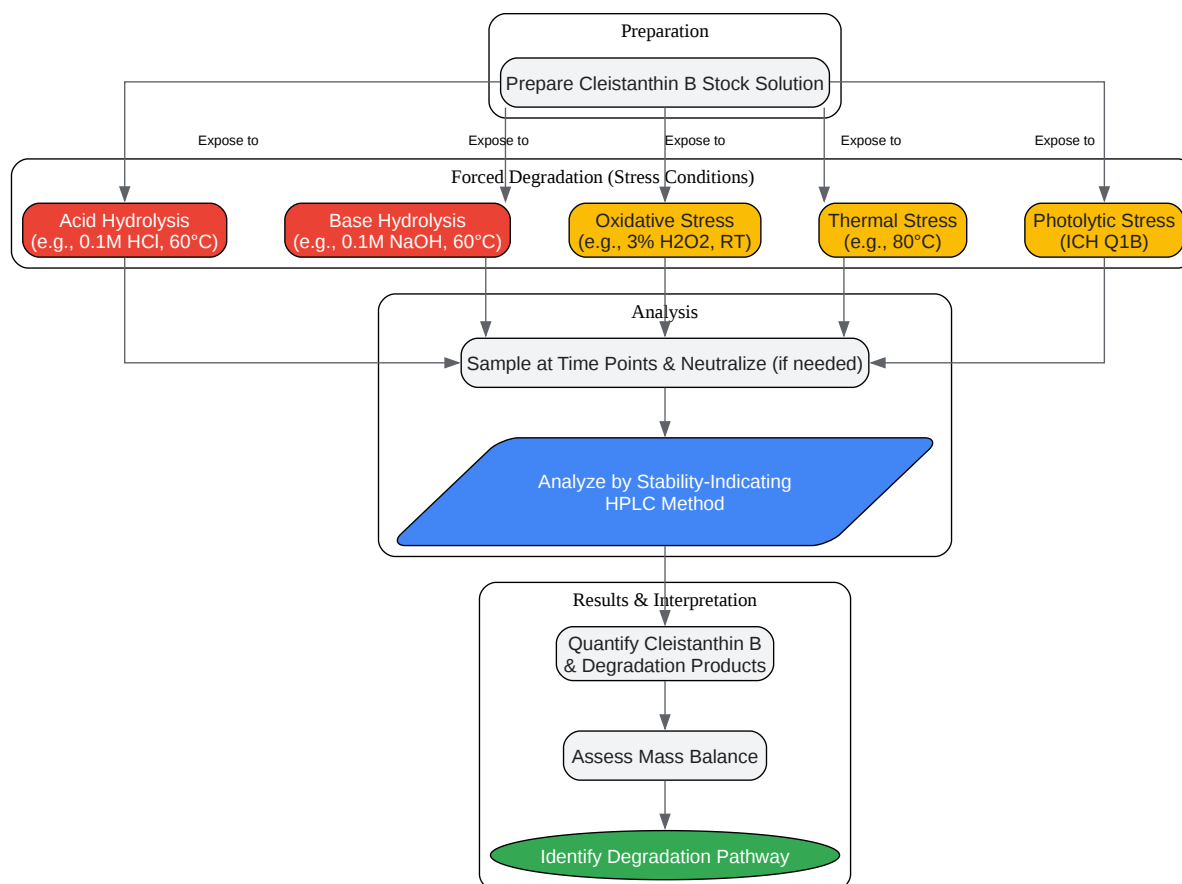 Preparation
Prepare Cleistanthin B Stock Solution
Expose to
Expose to
Expose to
Expose to
Expose to
Forced Degradation (Stress Conditions)
Acid Hydrolysis
(e.g., 0.1M HCl, 60°C)
Base Hydrolysis
(e.g., 0.1M NaOH, 60°C)
Oxidative Stress
(e.g., 3% H2O2, RT)
Thermal Stress
(e.g., 80°C)
Photolytic Stress
(ICH Q1B)
Analysis
Sample at Time Points & Neutralize (if needed)
Analyze by Stability-Indicating
HPLC Method
Results & Interpretation
Quantify Cleistanthin B
& Degradation Products
Assess Mass Balance
Identify Degradation Pathway